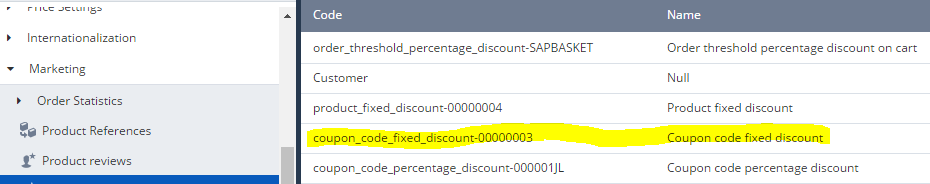 Price Settings
Internationalization
Marketing
Order Statistics
Product References
Product reviews
Code Name
order_threshold_percentage_discount-SAPBASKET Order threshold percentage discount on cart
Customer Null
product_fixed_discount-00000004 Product fixed discount
coupon_code_fixed_discount-00000003 Coupon code fixed discount
coupon_code_percentage_discount-000001JL Coupon code percentage discount